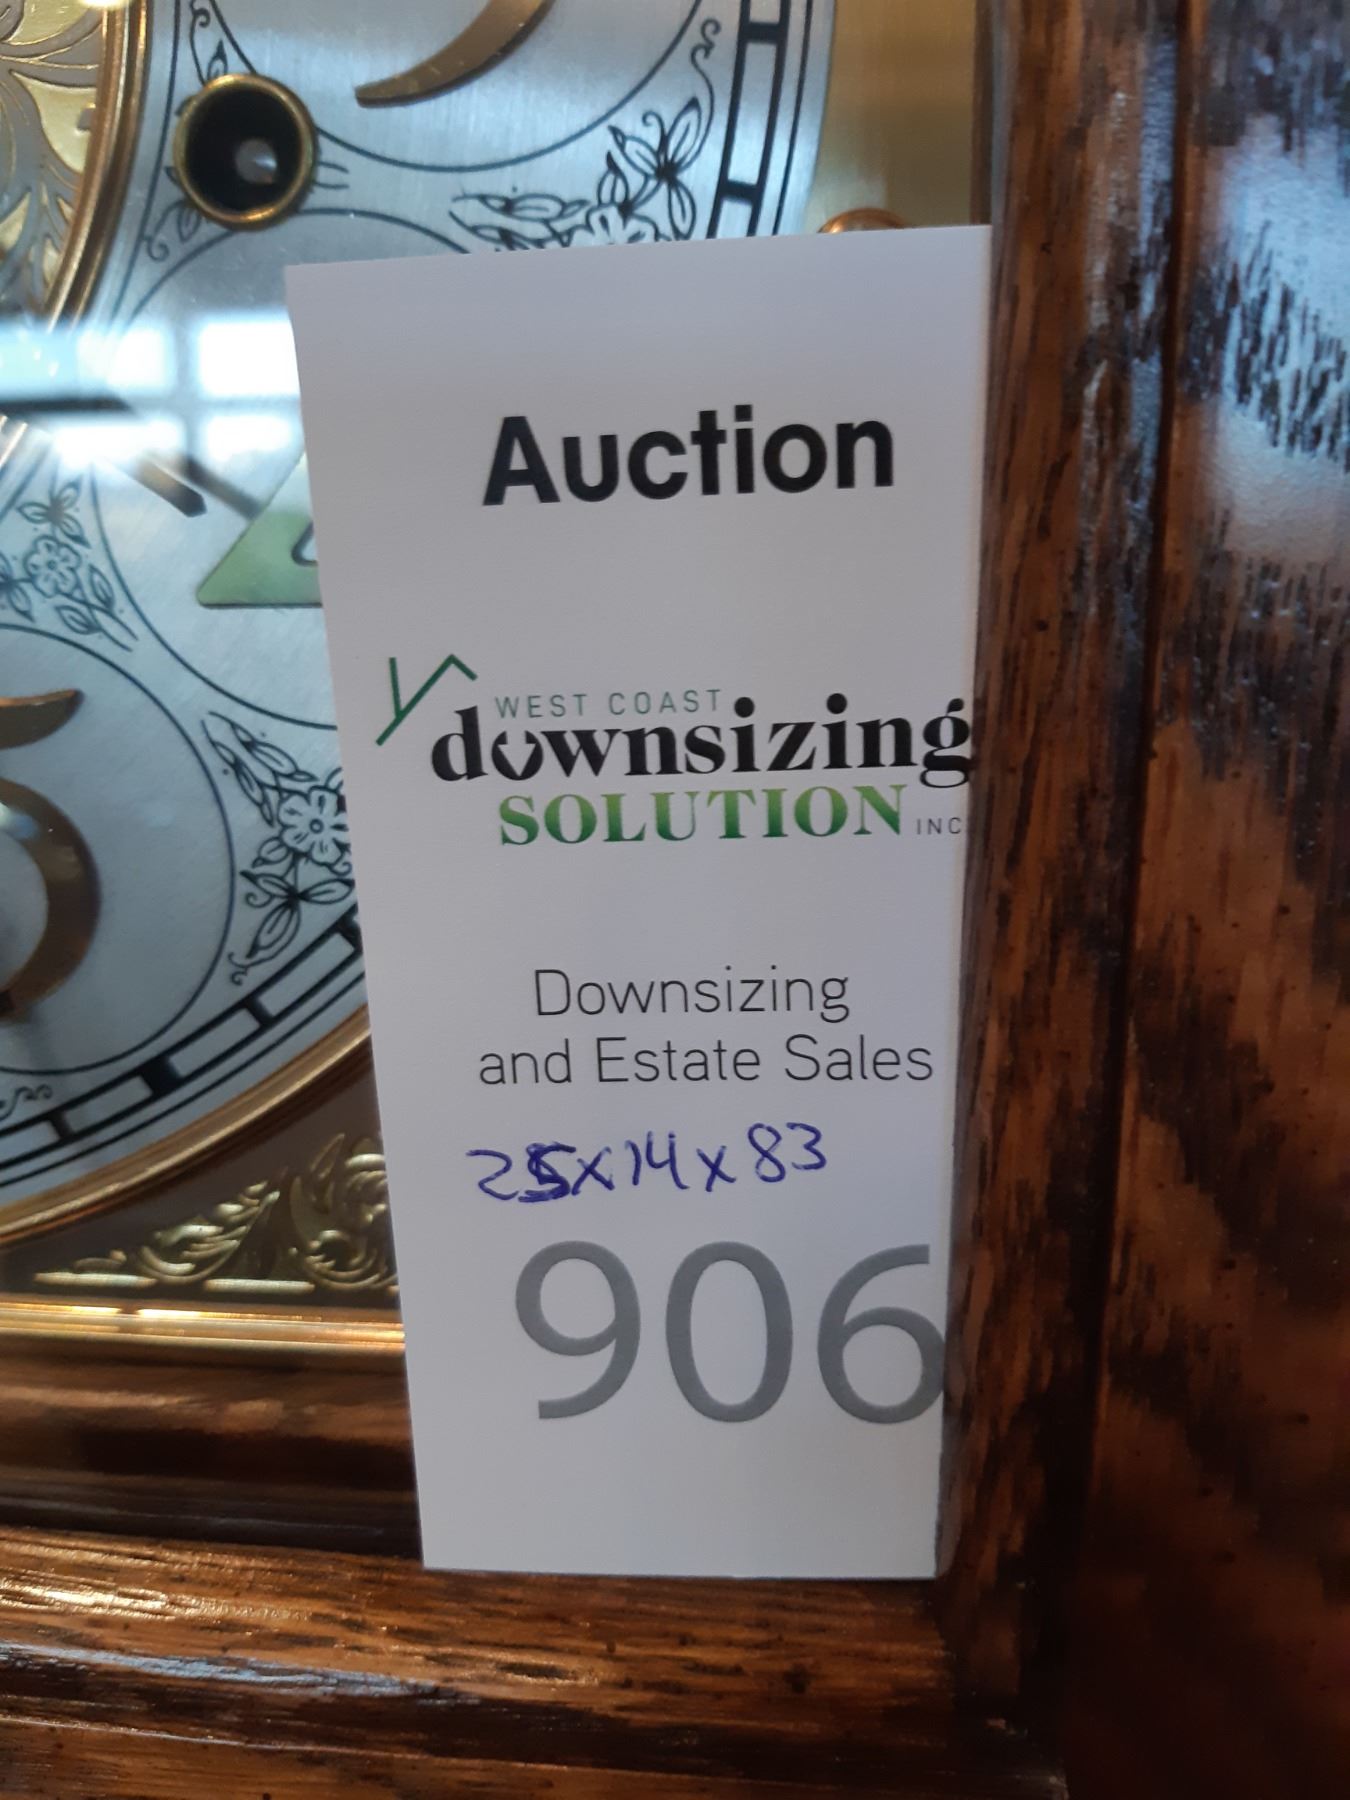 Auction
WEST COAST
downsizing
SOLUTION INC
Downsizing
and Estate Sales
25x14x83
906